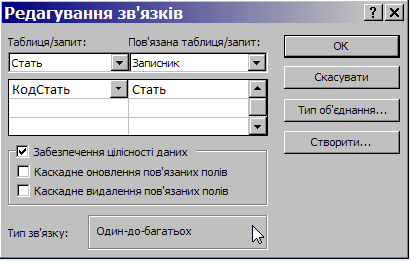 Редагування зв'язків
Таблиця/запит: Пов'язана таблиця/запит:
Стать Записник
КодСтать Стать
OK
Скасувати
Тип об'єднання...
Створити...
Забезпечення цілісності даних
Каскадне оновлення пов'язаних полів
Каскадне видалення пов'язаних полів
Тип зв'язку: Один-до-багатьох